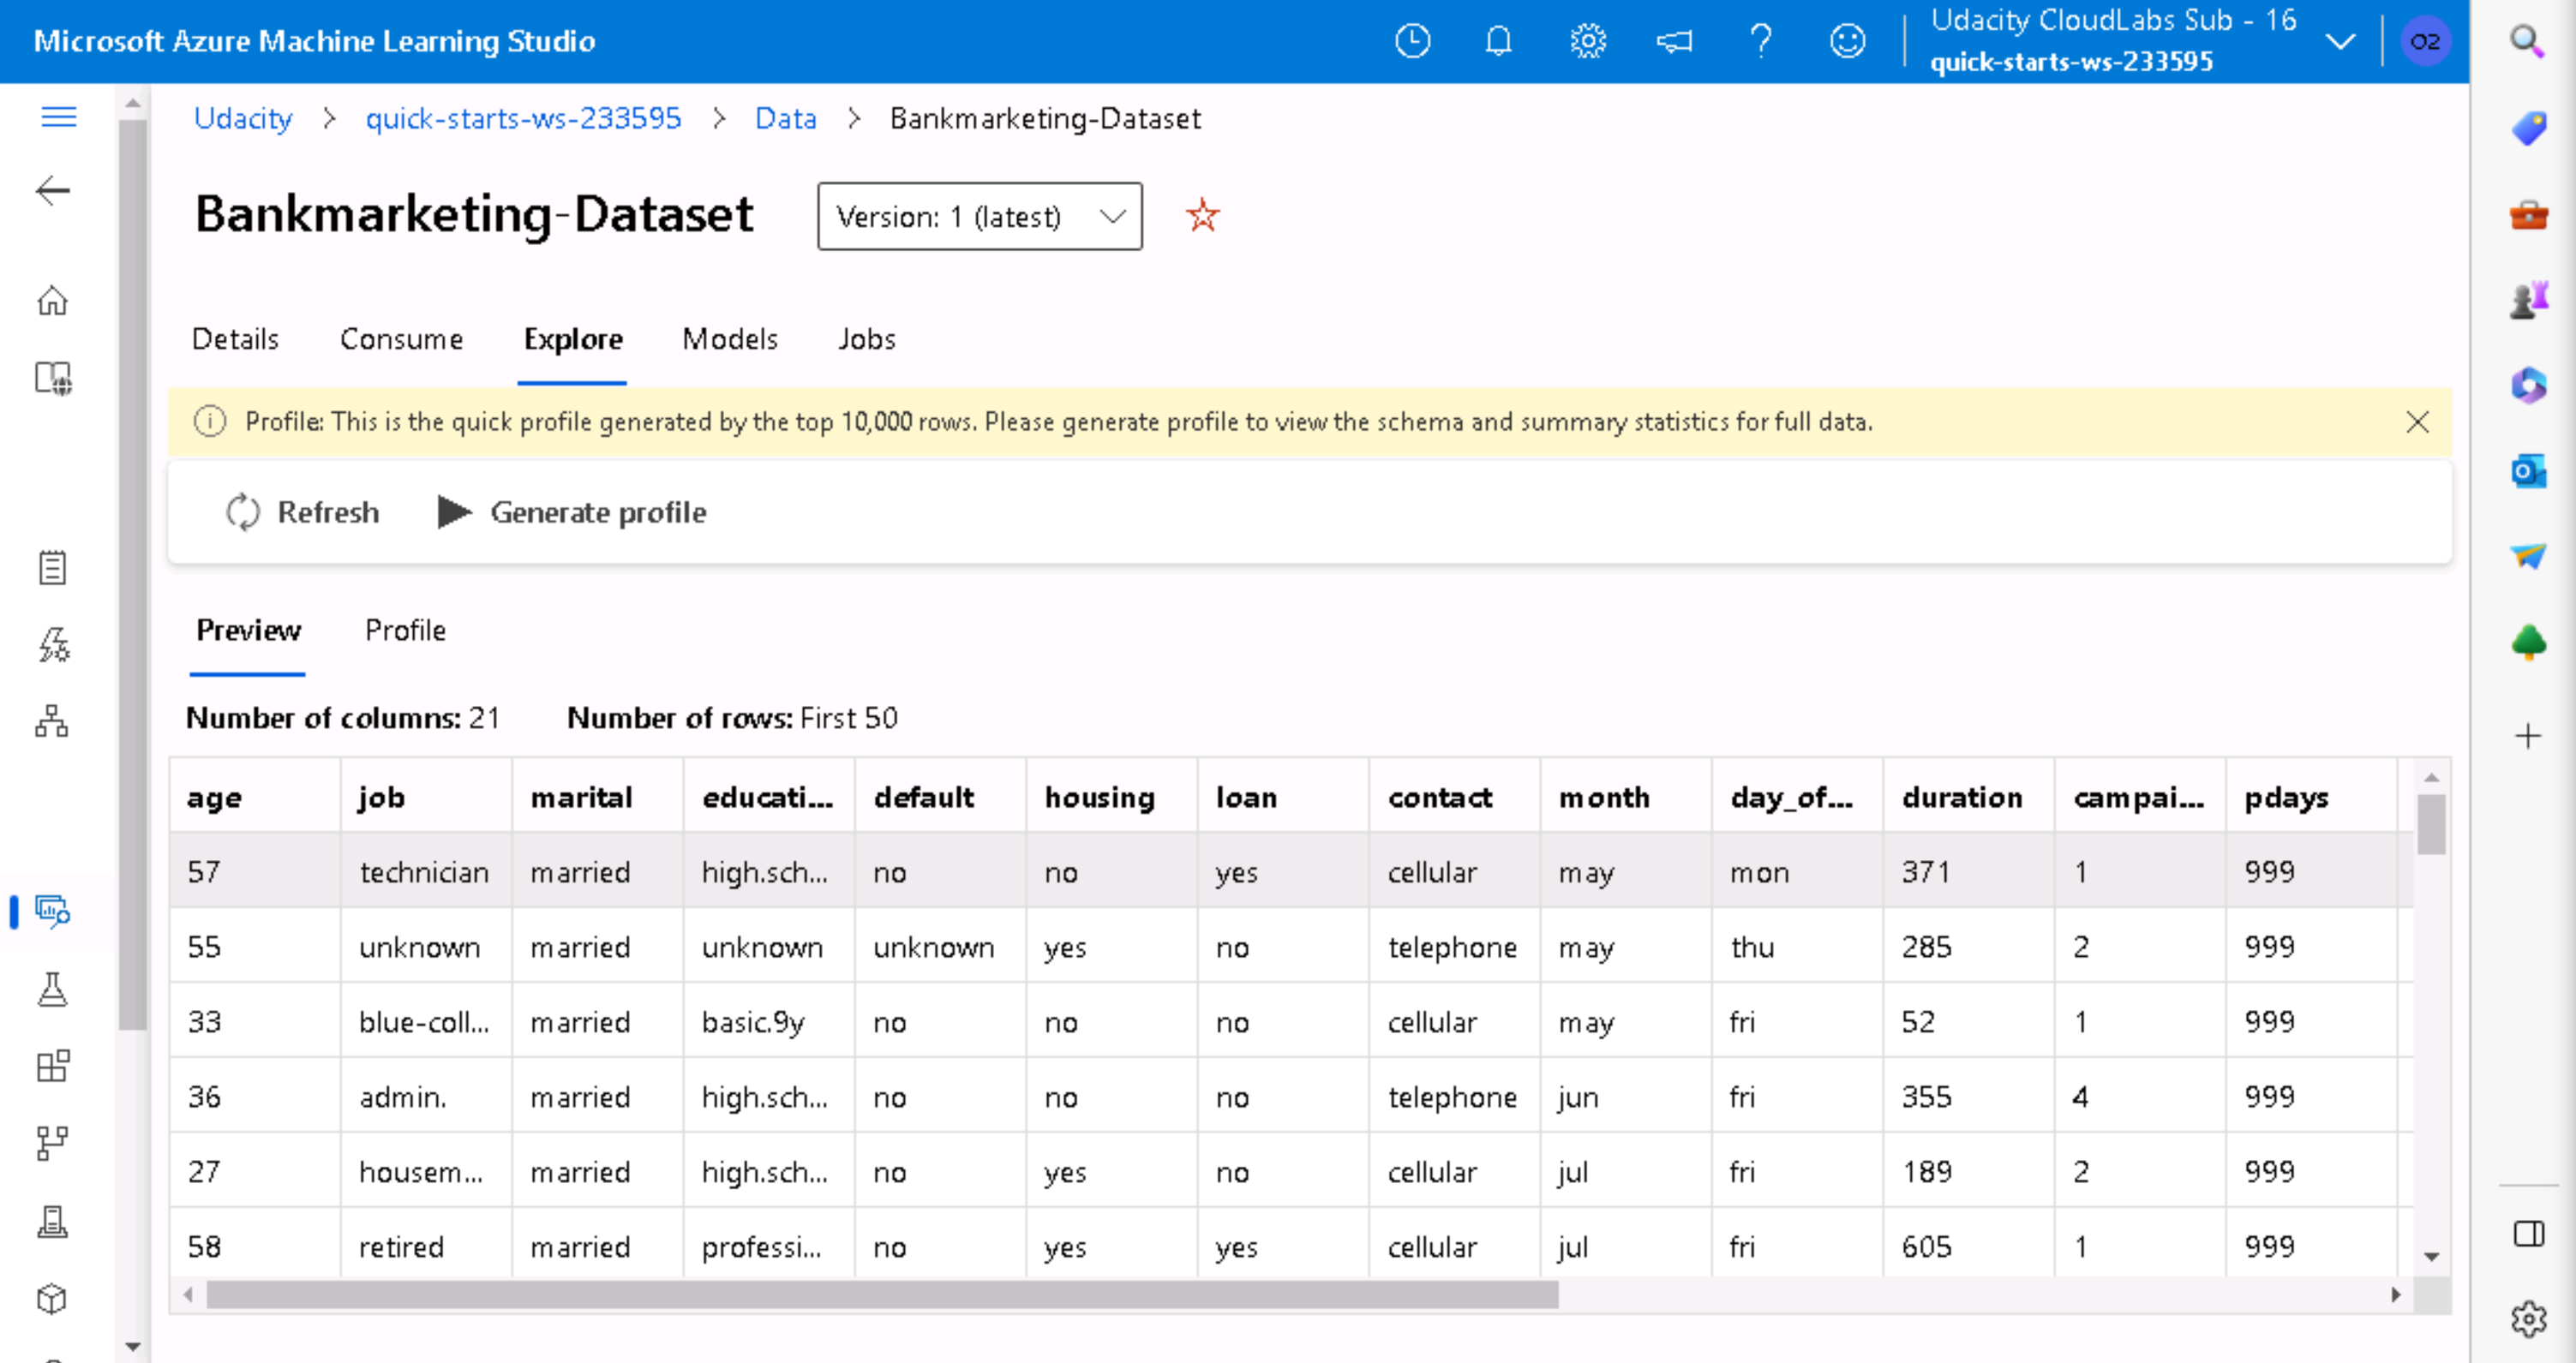 Microsoft Azure Machine Learning Studio
Udacity CloudLabs Sub - 16
quick-starts-ws-233595
O2
Udacity > quick-starts-ws-233595 > Data > Bankmarketing-Dataset
Bankmarketing-Dataset
Version: 1 (latest)
Details Consume Explore Models Jobs
Profile: This is the quick profile generated by the top 10,000 rows. Please generate profile to view the schema and summary statistics for full data.
Refresh Generate profile
Preview Profile
Number of columns: 21 Number of rows: First 50
age job marital educati... default housing loan contact month day_of... duration campai... pdays
57 technician married high.sch... no no yes cellular may mon 371 1 999
55 unknown married unknown unknown yes no telephone may thu 285 2 999
33 blue-coll... married basic.9y no no no cellular may fri 52 1 999
36 admin. married high.sch... no no no telephone jun fri 355 4 999
27 housem... married high.sch... no yes no cellular jul fri 189 2 999
58 retired married professi... no yes yes cellular jul fri 605 1 999